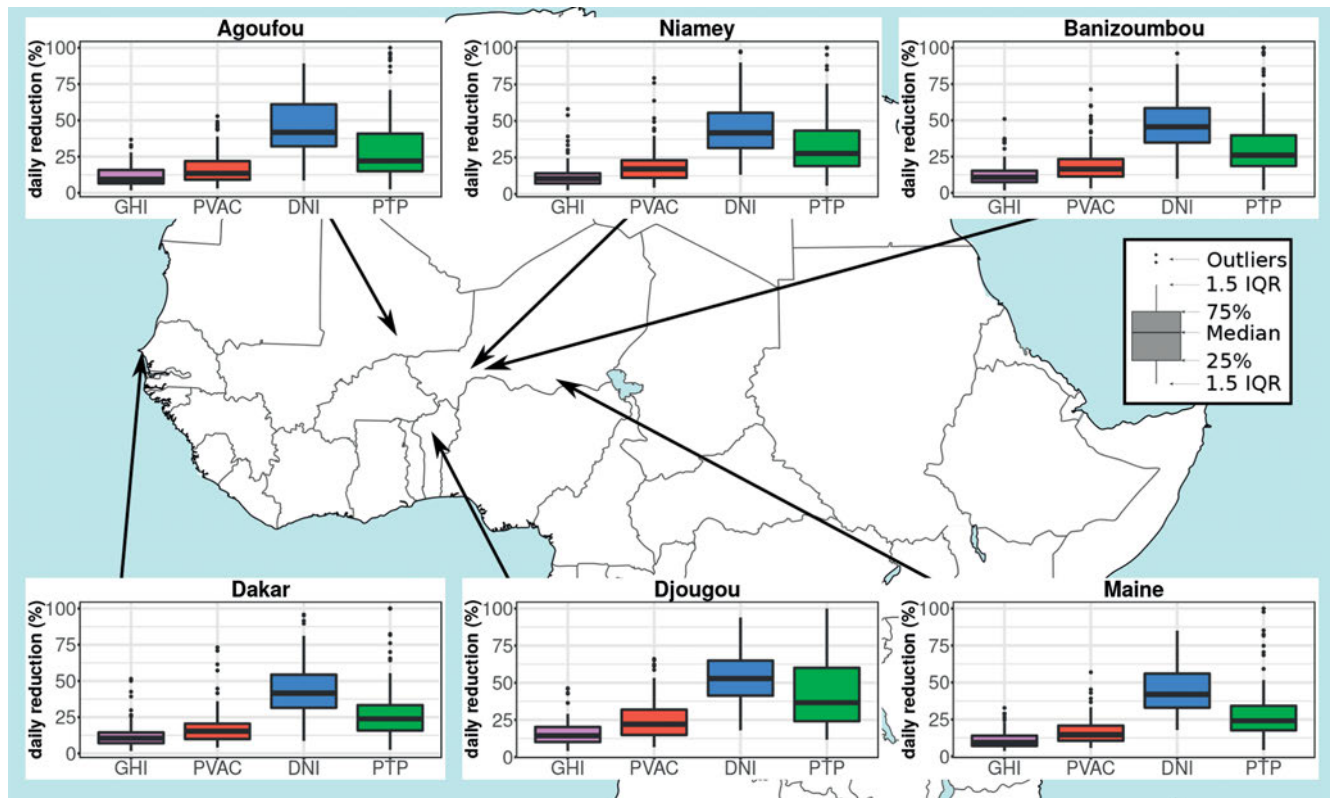 Agoufou
daily reduction (%)
100
75
50
25
0
GHI PVAC DNI PTP
Niamey
daily reduction (%)
100
75
50
25
0
GHI PVAC DNI PTP
Banizoumbou
daily reduction (%)
100
75
50
25
0
GHI PVAC DNI PTP
Outliers
1.5 IQR
75%
Median
25%
1.5 IQR
Dakar
daily reduction (%)
100
75
50
25
0
GHI PVAC DNI PTP
Djougou
daily reduction (%)
100
75
50
25
0
GHI PVAC DNI PTP
Maine
daily reduction (%)
100
75
50
25
0
GHI PVAC DNI PTP